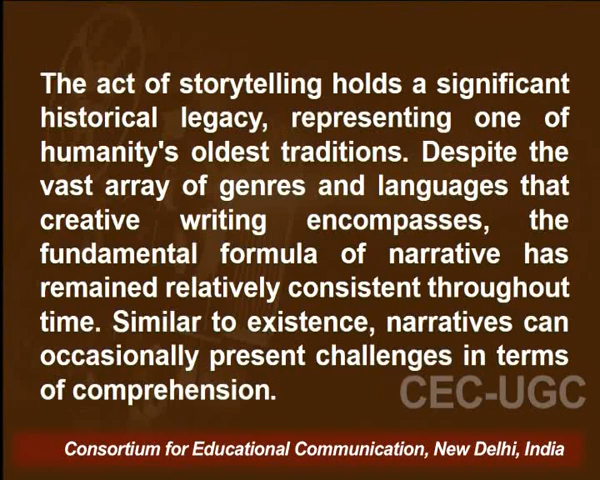 The act of storytelling holds a significant
historical legacy, representing one of
humanity's oldest traditions. Despite the
vast array of genres and languages that
creative writing encompasses, the
fundamental formula of narrative has
remained relatively consistent throughout
time. Similar to existence, narratives can
occasionally present challenges in terms
of comprehension.
CEC-UGC
Consortium for Educational Communication, New Delhi, India